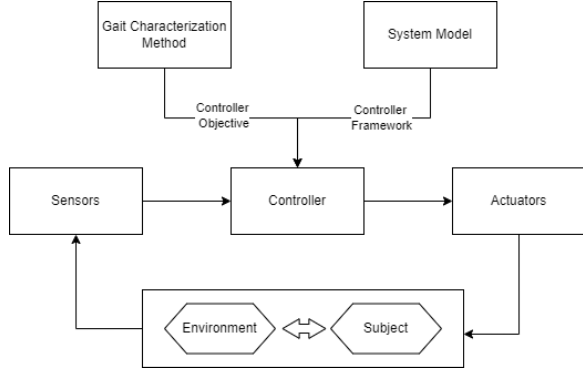 Gait Characterization
Method
System Model
Controller
Objective
Controller
Framework
Sensors
Controller
Actuators
Environment
Subject